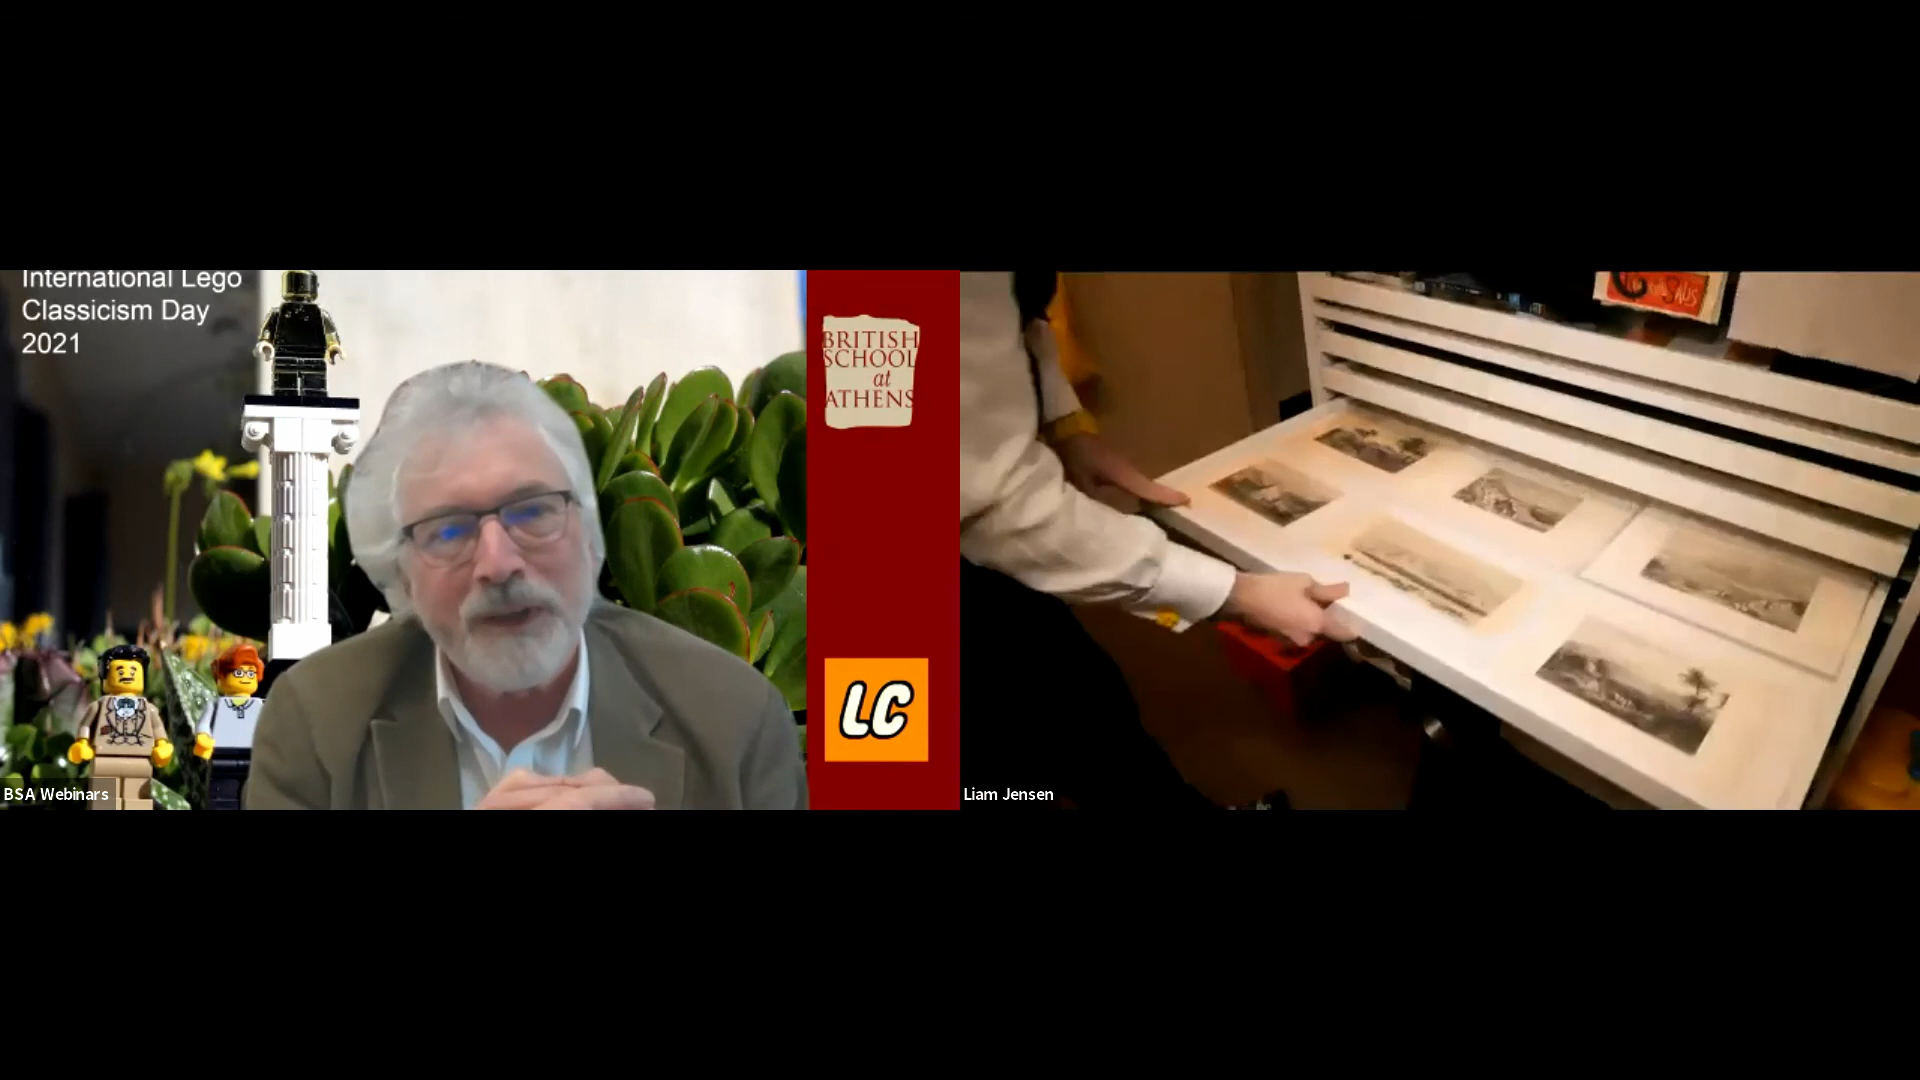 International Lego
Classicism Day
2021
BRITISH
SCHOOL
at
ATHENS
LC
BSA Webinars
Liam Jensen